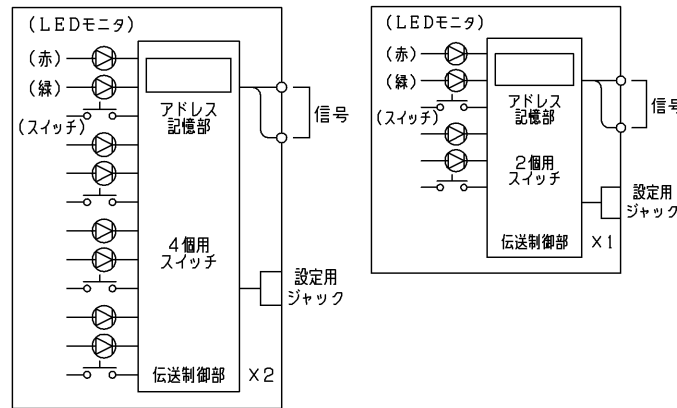 (LEDモニタ)
(赤)
(緑)
(スイッチ)
アドレス
記憶部
信号
4個用
スイッチ
設定用
ジャック
伝送制御部
X2
(LEDモニタ)
(赤)
(緑)
(スイッチ)
アドレス
記憶部
信号
2個用
スイッチ
設定用
ジャック
伝送制御部
X1